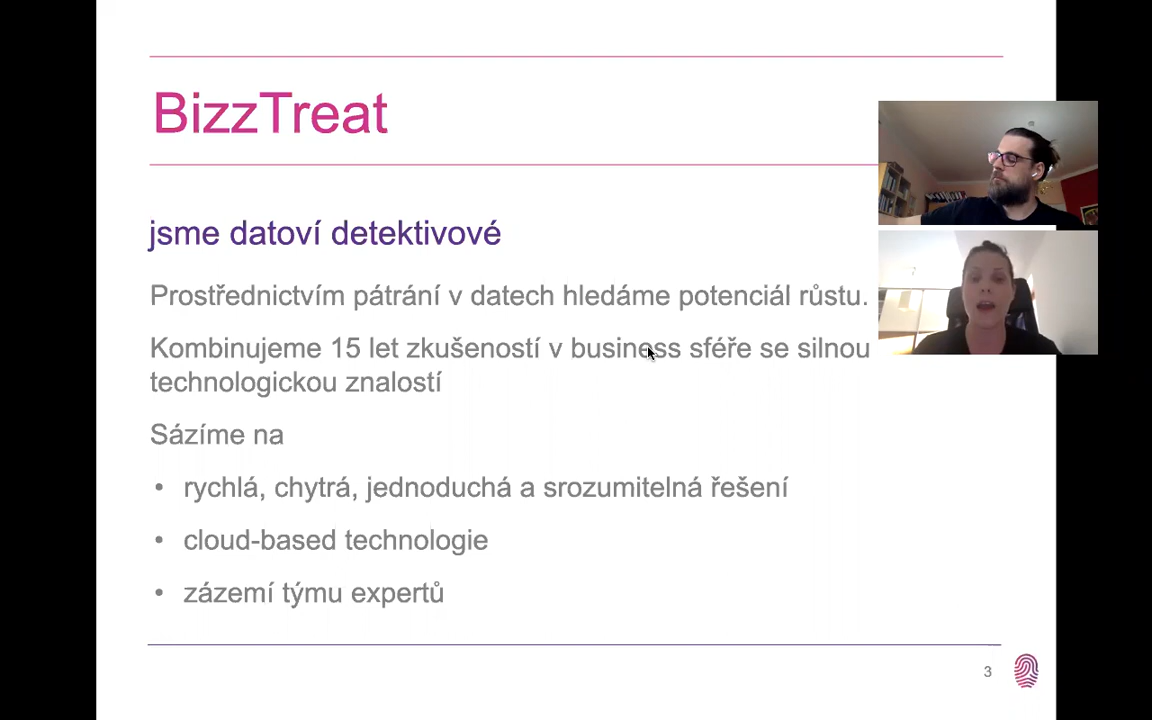 BizzTreat
jsme datoví detektivové
Prostřednictvím pátrání v datech hledáme potenciál růstu.
Kombinujeme 15 let zkušeností v business sféře se silnou
technologickou znalostí
Sázíme na
• rychlá, chytrá, jednoduchá a srozumitelná řešení
• cloud-based technologie
• zázemí týmu expertů
3